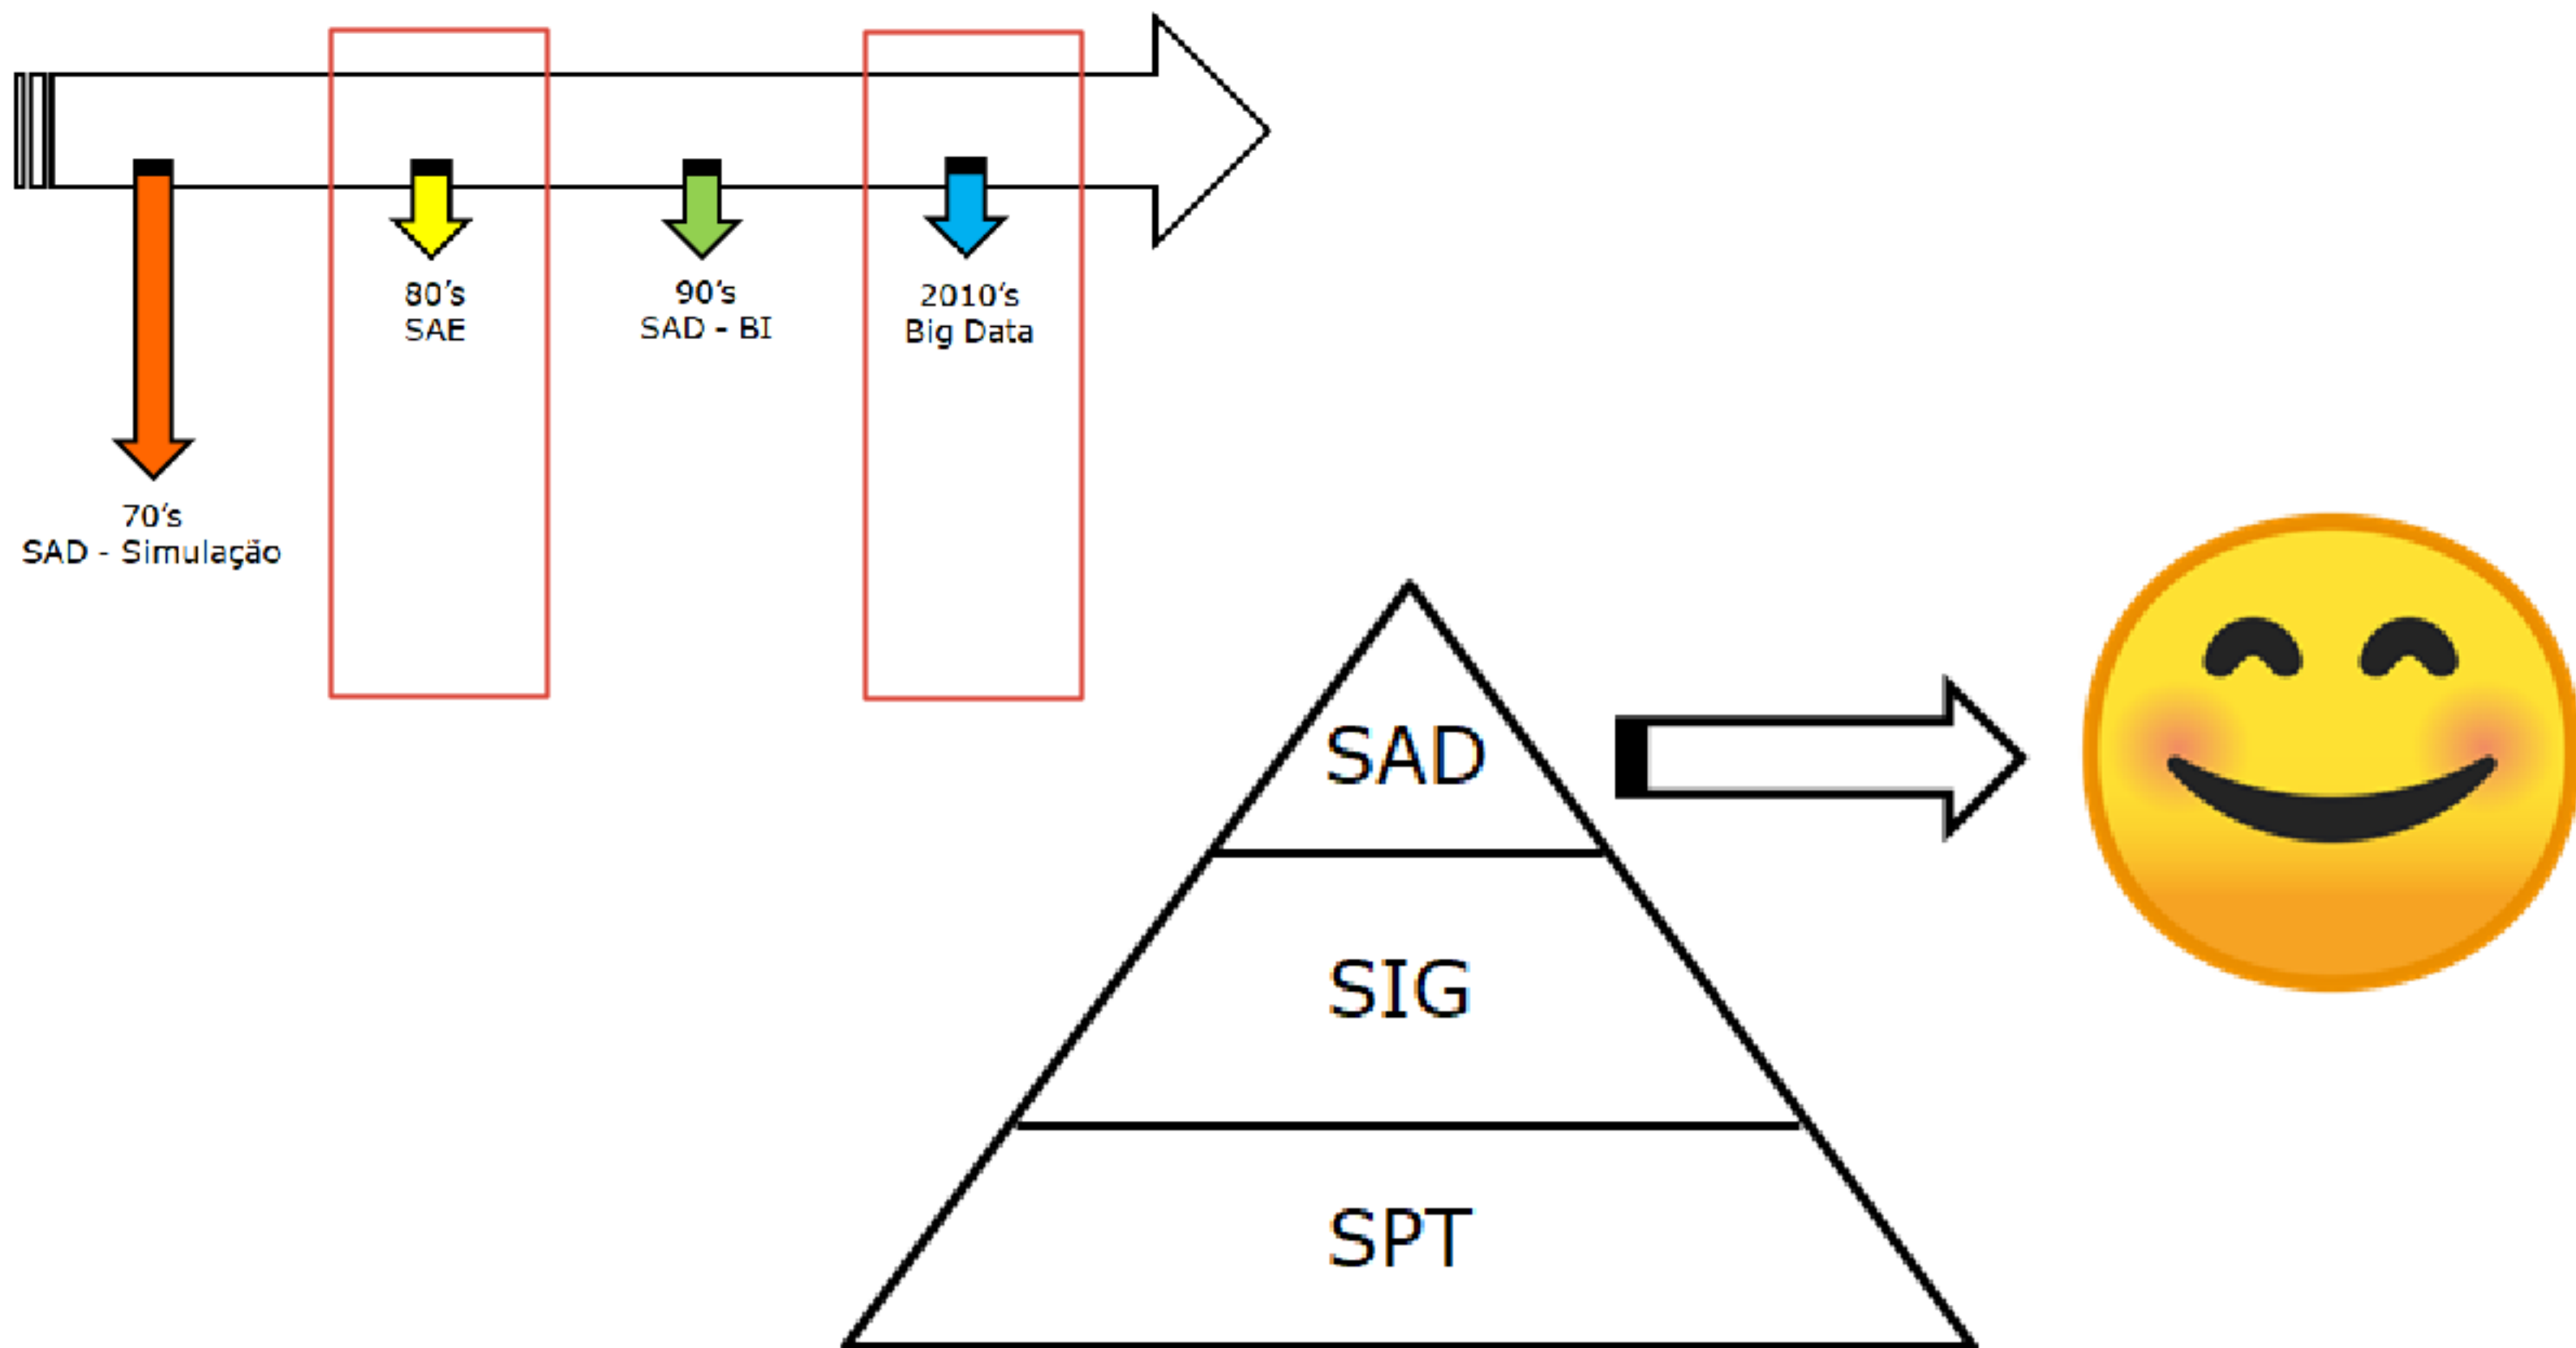 80′s
SAE
90′s
SAD - BI
2010‘s
Big Data
70‘s
SAD - Simulação
SAD
SIG
SPT